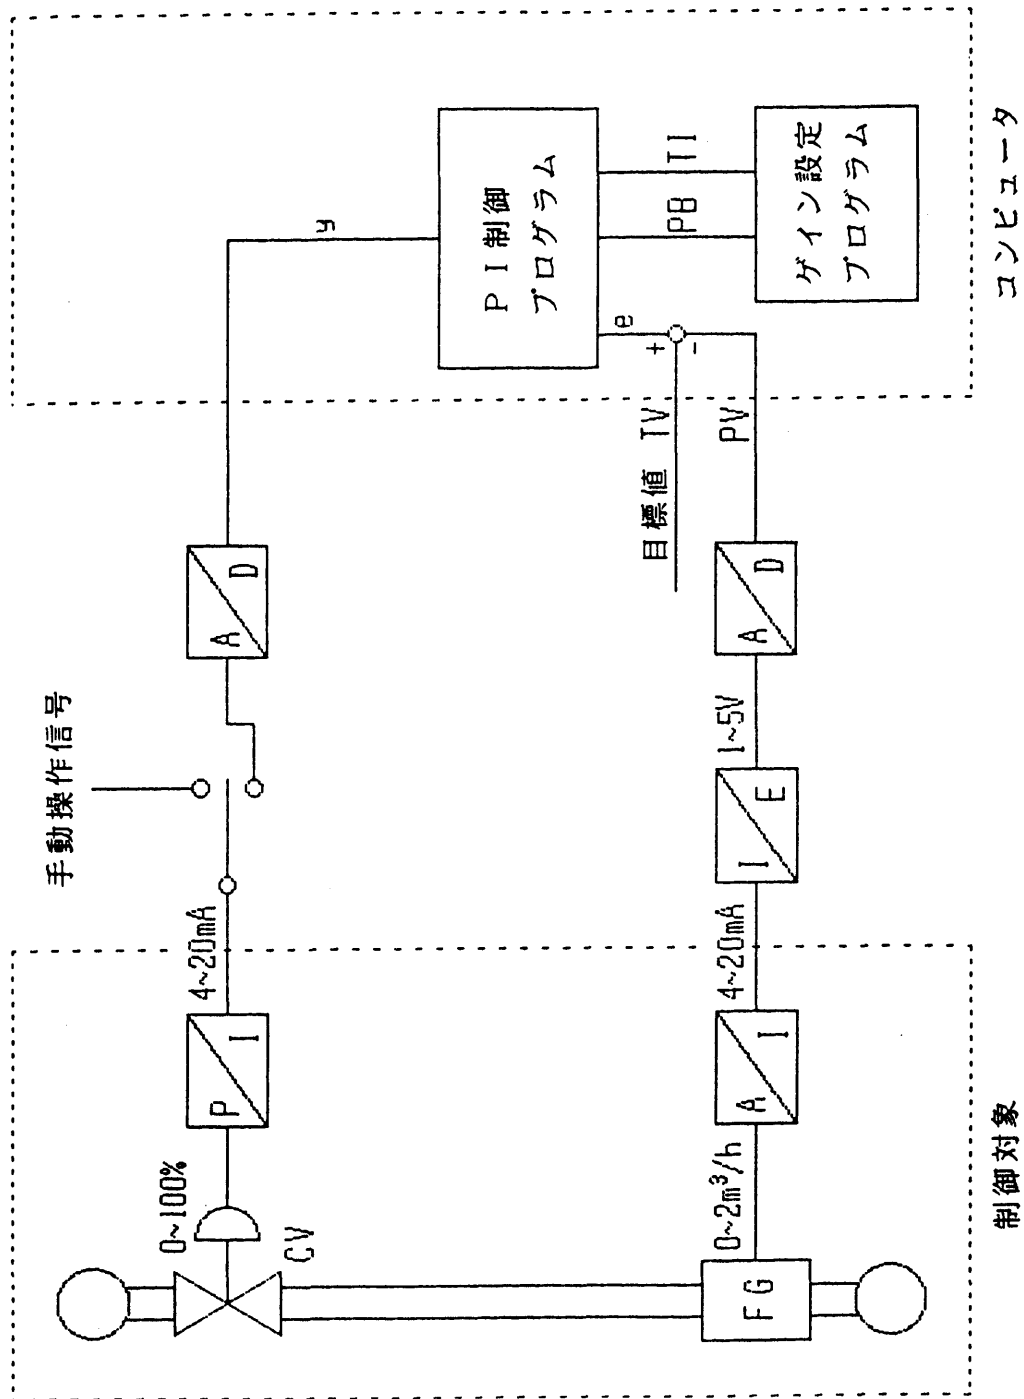 手動操作信号
0~100%
CV
P
I
4~20mA
A
D
y
PI制御
プログラム
e
+
-
PB
TI
ゲイン設定
プログラム
目標値 TV
PV
FG
0~2m³/h
A
I
4~20mA
I
E
1~5V
A
D
制御対象
コンピュータ